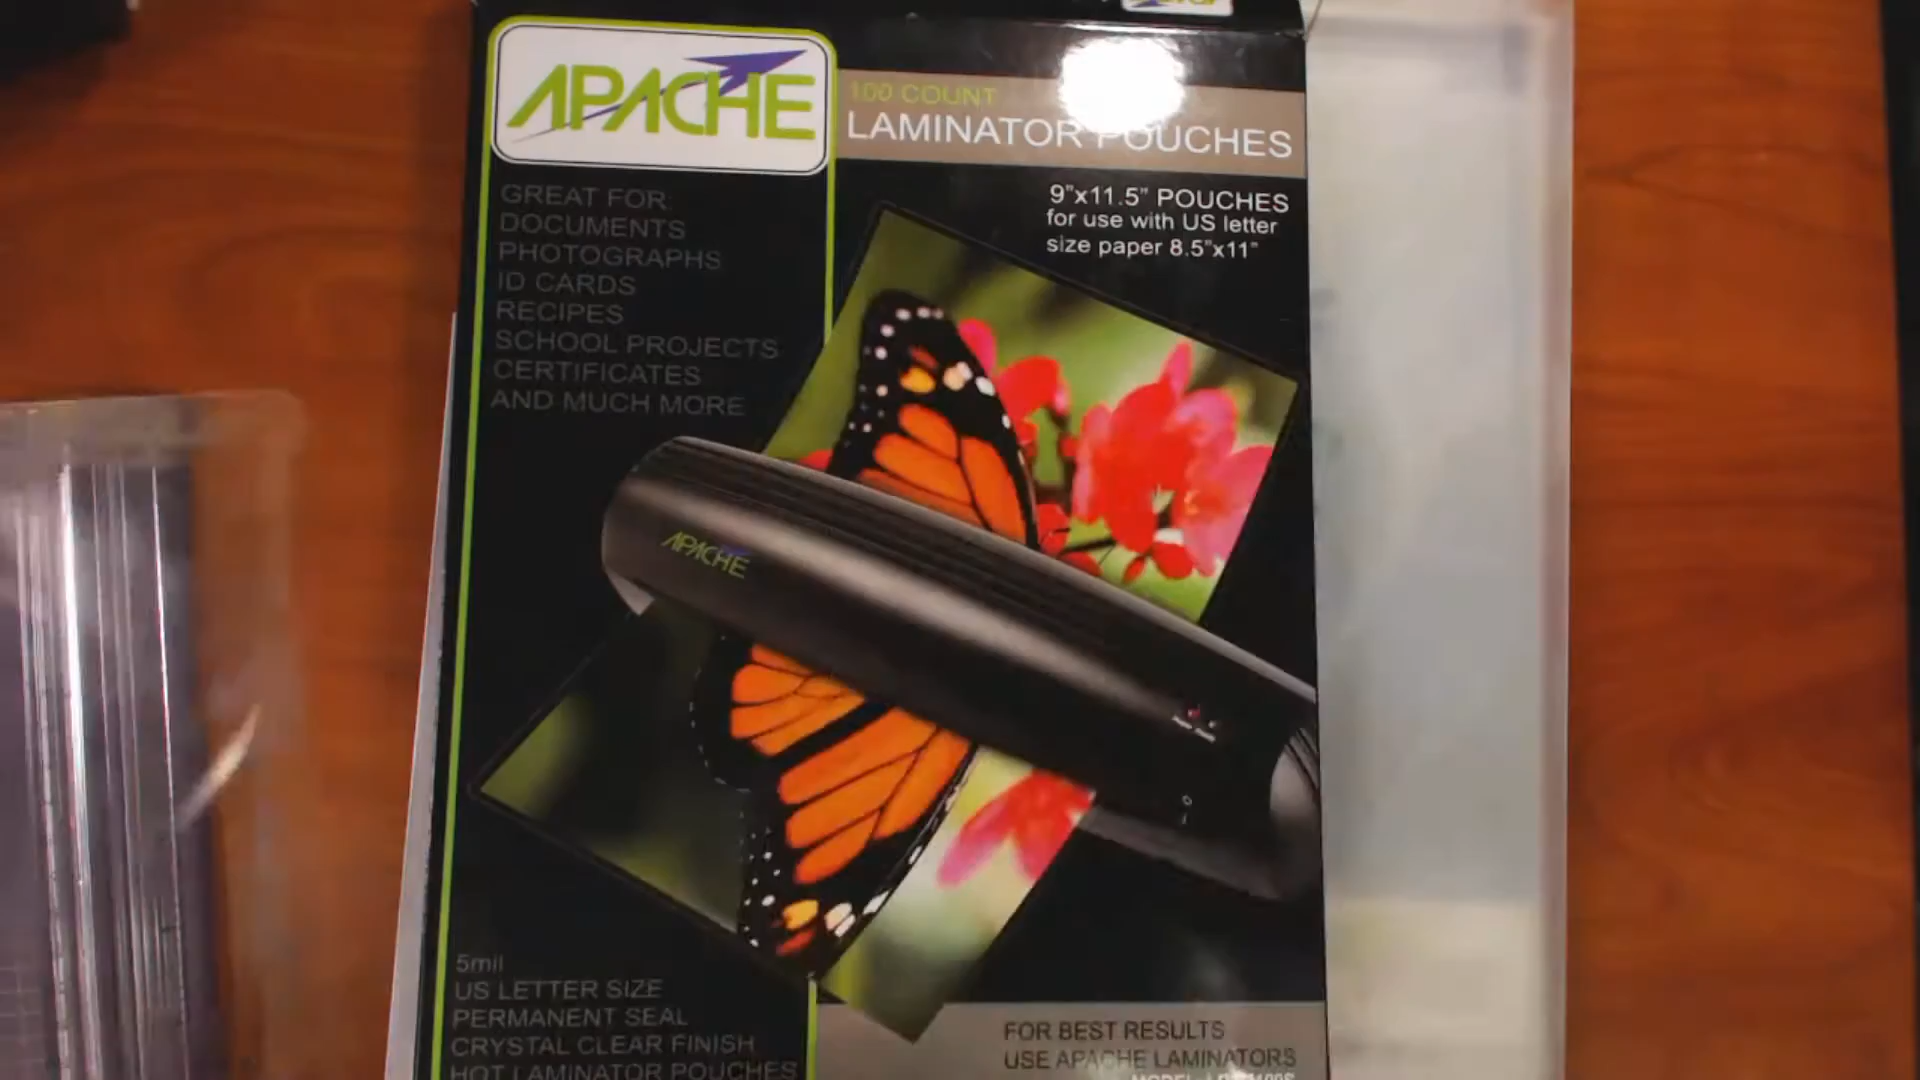 APACHE
100 COUNT
LAMINATOR POUCHES
9"x11.5" POUCHES
for use with US letter
size paper 8.5"x11"
GREAT FOR:
DOCUMENTS
PHOTOGRAPHS
ID CARDS
RECIPES
SCHOOL PROJECTS
CERTIFICATES
AND MUCH MORE
APACHE
5mil
US LETTER SIZE
PERMANENT SEAL
CRYSTAL CLEAR FINISH
HOT LAMINATOR POUCHES
FOR BEST RESULTS
USE APACHE LAMINATORS